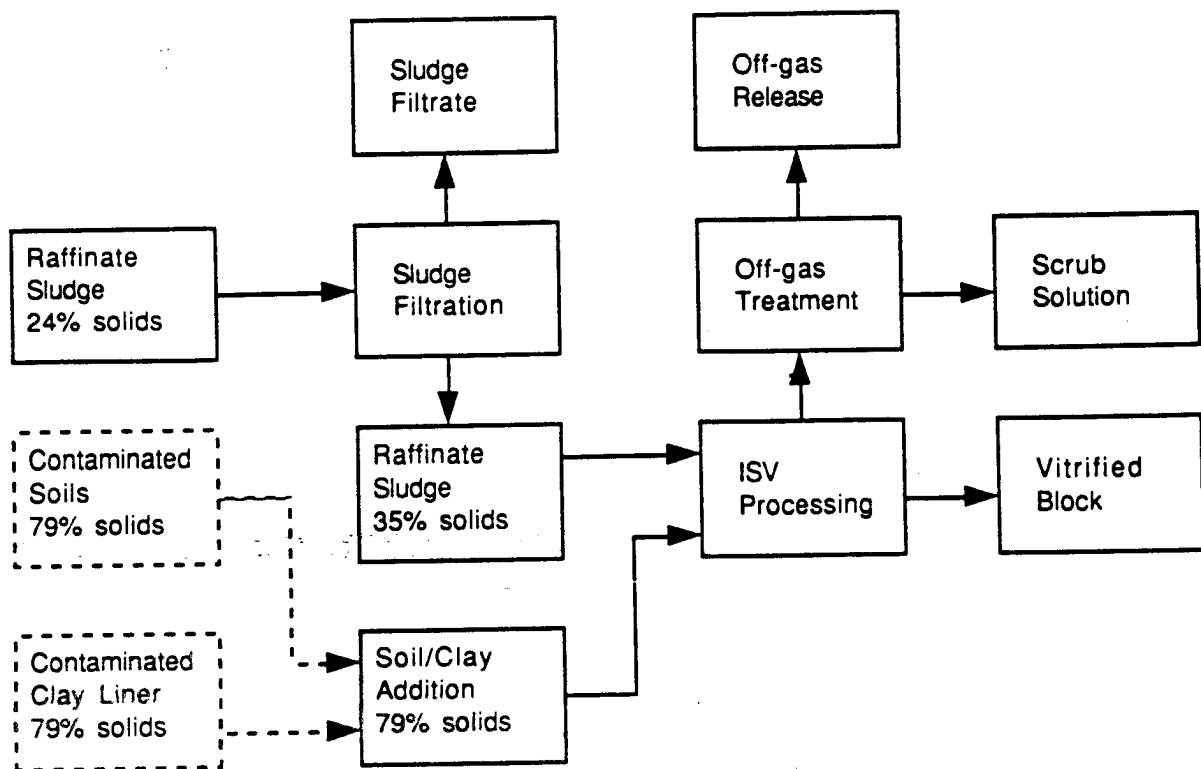 Sludge
Filtrate
Off-gas
Release
Raffinate
Sludge
24% solids
Sludge
Filtration
Off-gas
Treatment
Scrub
Solution
Contaminated
Soils
79% solids
Raffinate
Sludge
35% solids
ISV
Processing
Vitrified
Block
Contaminated
Clay Liner
79% solids
Soil/Clay
Addition
79% solids